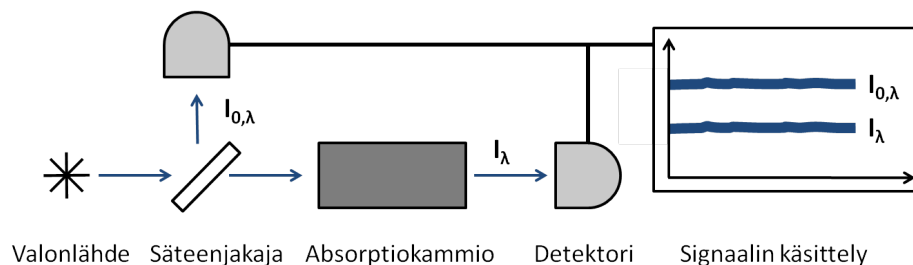 I0,λ
I0,λ
Iλ
Iλ
Valonlähde Säteenjakaja Absorptiokammio Detektori Signaalin käsittely